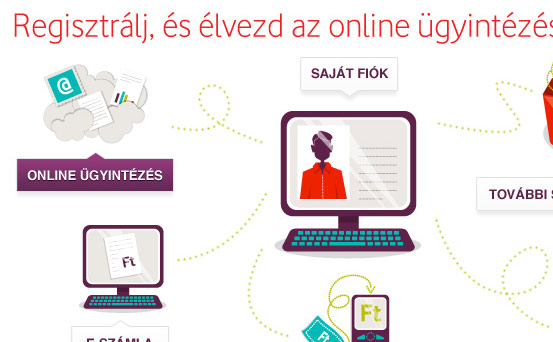 Regisztrálj, és élvezd az online ügyintézés
SAJÁT FIÓK
@
ONLINE ÜGYINTÉZÉS
TOVÁBBI
Ft
Ft
E-SZÁMLA